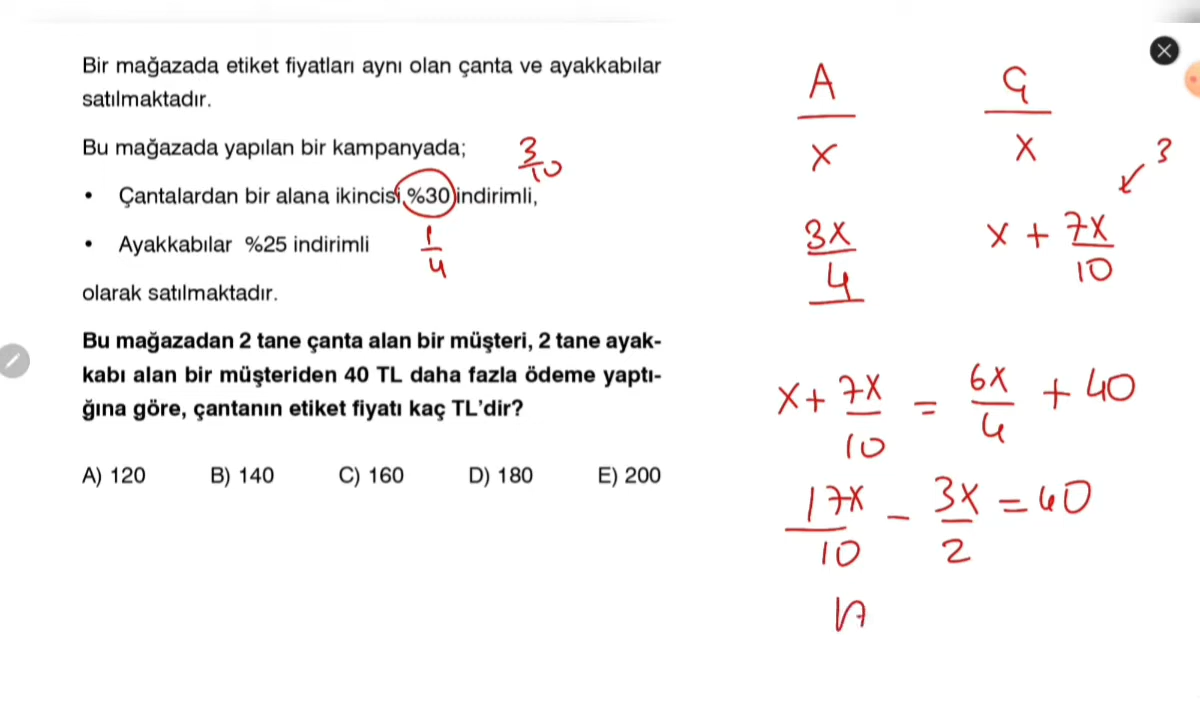 Bir mağazada etiket fiyatları aynı olan çanta ve ayakkabılar
satılmaktadır.
Bu mağazada yapılan bir kampanyada;
3/10
• Çantalardan bir alana ikincisi %30 indirimli,
• Ayakkabılar %25 indirimli
1/4
olarak satılmaktadır.
Bu mağazadan 2 tane çanta alan bir müşteri, 2 tane ayak-
kabı alan bir müşteriden 40 TL daha fazla ödeme yaptı-
ğına göre, çantanın etiket fiyatı kaç TL'dir?
A) 120 B) 140 C) 160 D) 180 E) 200
A Ç
x x 3
3x/4 x + 7x/10
x + 7x/10 = 6x/4 + 40
17x/10 - 3x/2 = 40